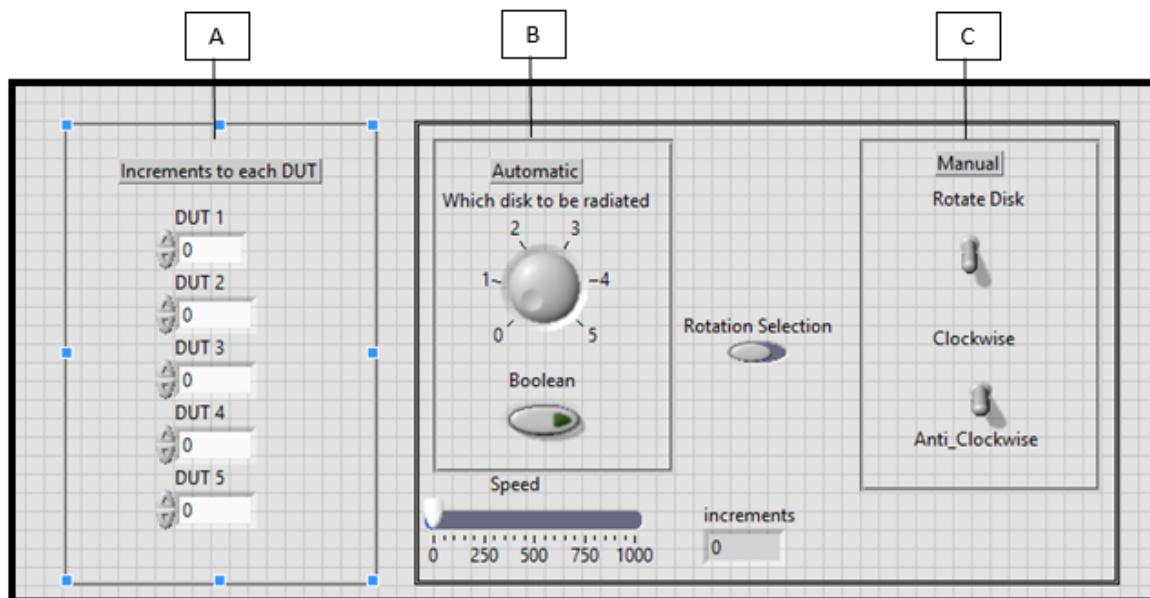 A
B
C
Increments to each DUT
DUT 1
0
DUT 2
0
DUT 3
0
DUT 4
0
DUT 5
0
Automatic
Which disk to be radiated
0
1
2
3
4
5
Boolean
Speed
0 250 500 750 1000
Rotation Selection
increments
0
Manual
Rotate Disk
Clockwise
Anti_Clockwise